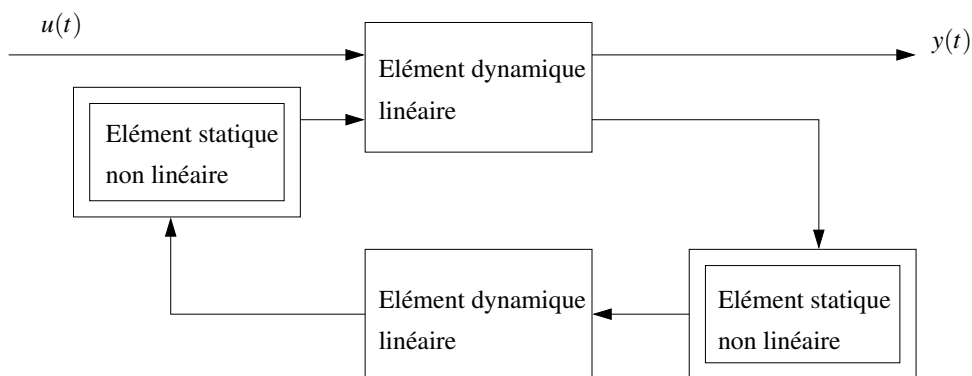 u(t)
y(t)
Elément dynamique
linéaire
Elément statique
non linéaire
Elément dynamique
linéaire
Elément statique
non linéaire